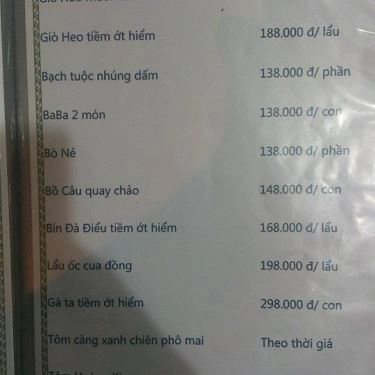 Giò Heo tiềm ớt hiểm 188.000 đ/ lẩu
Bạch tuộc nhúng dấm 138.000 đ/ phần
BaBa 2 món 138.000 đ/ con
Bò Né 138.000 đ/ phần
Bồ Câu quay chảo 148.000 đ/ con
Bín Đà Điểu tiềm ớt hiểm 168.000 đ/ lẩu
Lẩu ốc cua đồng 198.000 đ/ lẩu
Gà ta tiềm ớt hiểm 298.000 đ/ con
Tôm càng xanh chiên phô mai Theo thời giá